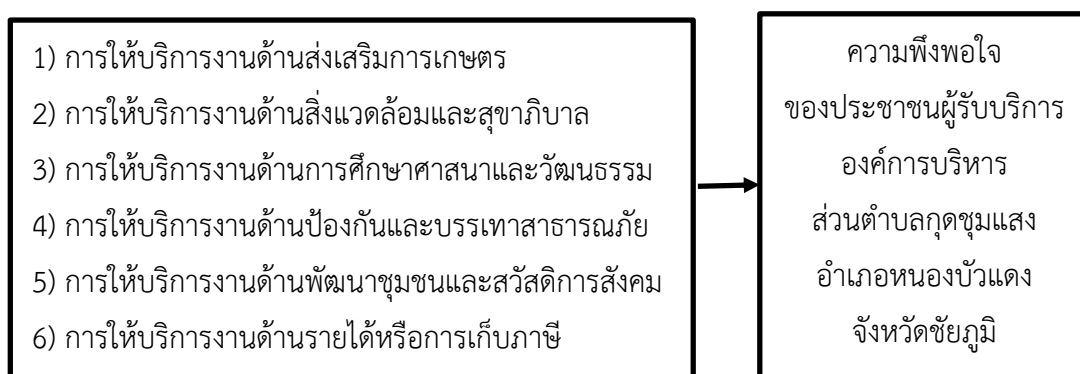 1) การให้บริการงานด้านส่งเสริมการเกษตร
2) การให้บริการงานด้านสิ่งแวดล้อมและสุขาภิบาล
3) การให้บริการงานด้านการศึกษาศาสนาและวัฒนธรรม
4) การให้บริการงานด้านป้องกันและบรรเทาสาธารณภัย
5) การให้บริการงานด้านพัฒนาชุมชนและสวัสดิการสังคม
6) การให้บริการงานด้านรายได้หรือการเก็บภาษี
ความพึงพอใจ
ของประชาชนผู้รับบริการ
องค์การบริหาร
ส่วนตำบลกุดชุมแสง
อำเภอหนองบัวแดง
จังหวัดชัยภูมิ